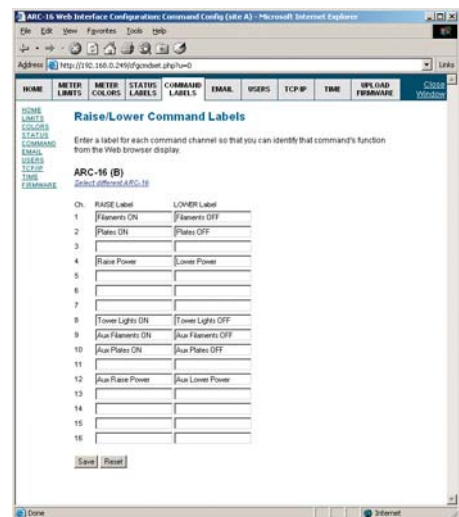 ARC-16 Web Interface Configuration: Command Config (site A) - Microsoft Internet Explorer
File Edit View Favorites Tools Help
Address http://192.168.0.249/cfgcmdset.php?u=0 Links
HOME METER LIMITS METER COLORS STATUS LABELS COMMAND LABELS EMAIL USERS TCP-IP TIME UPLOAD FIRMWARE Close Window
HOME
LIMITS
COLORS
STATUS
COMMAND
EMAIL
USERS
TCP/IP
TIME
FIRMWARE
Raise/Lower Command Labels
Enter a label for each command channel so that you can identify that command's function
from the Web browser display.
ARC-16 (B)
Select different ARC-16
Ch. RAISE Label LOWER Label
1 Filaments ON Filaments OFF
2 Plates ON Plates OFF
3
4 Raise Power Lower Power
5
6
7
8 Tower Lights ON Tower Lights OFF
9 Aux Filaments ON Aux Filaments OFF
10 Aux Plates ON Aux Plates OFF
11
12 Aux Raise Power Aux Lower Power
13
14
15
16
Save Reset
Done Internet